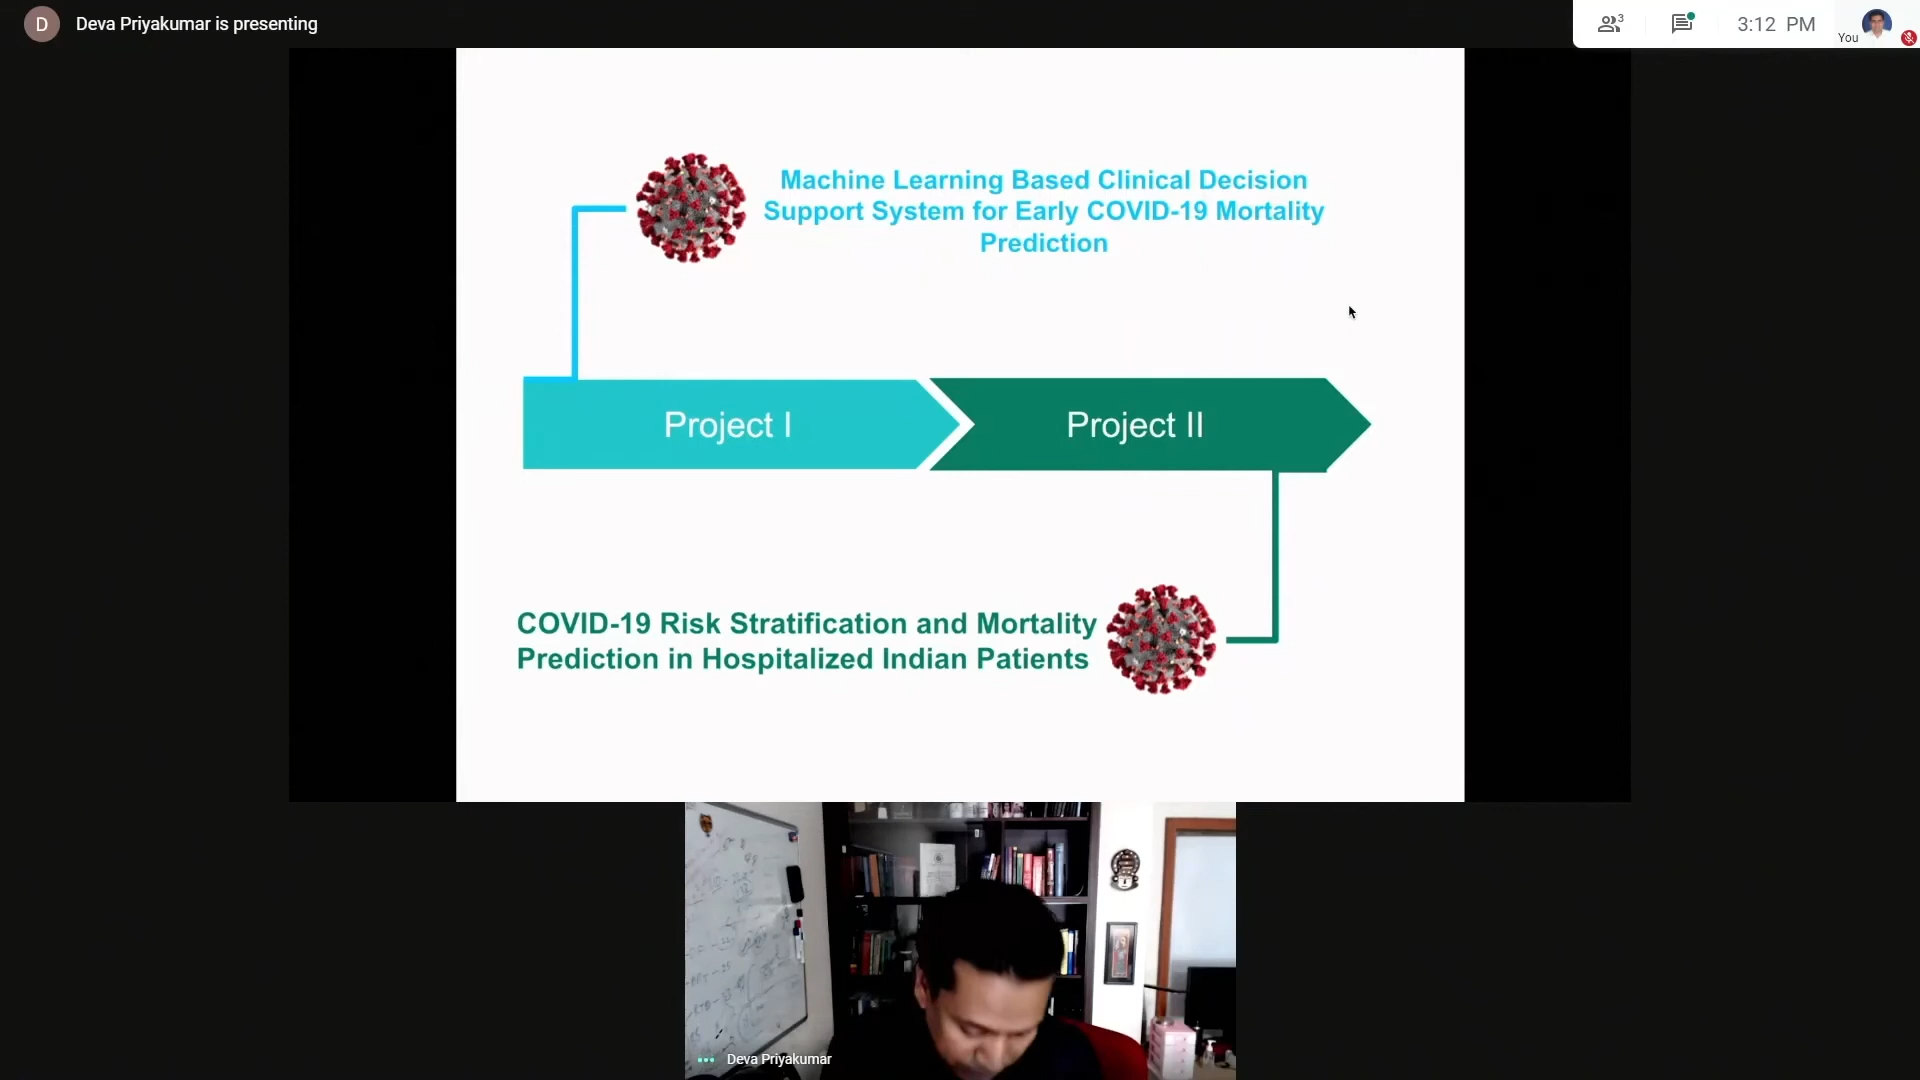 D
Deva Priyakumar is presenting
3
3:12 PM
You
Machine Learning Based Clinical Decision
Support System for Early COVID-19 Mortality
Prediction
Project I
Project II
COVID-19 Risk Stratification and Mortality
Prediction in Hospitalized Indian Patients
Deva Priyakumar